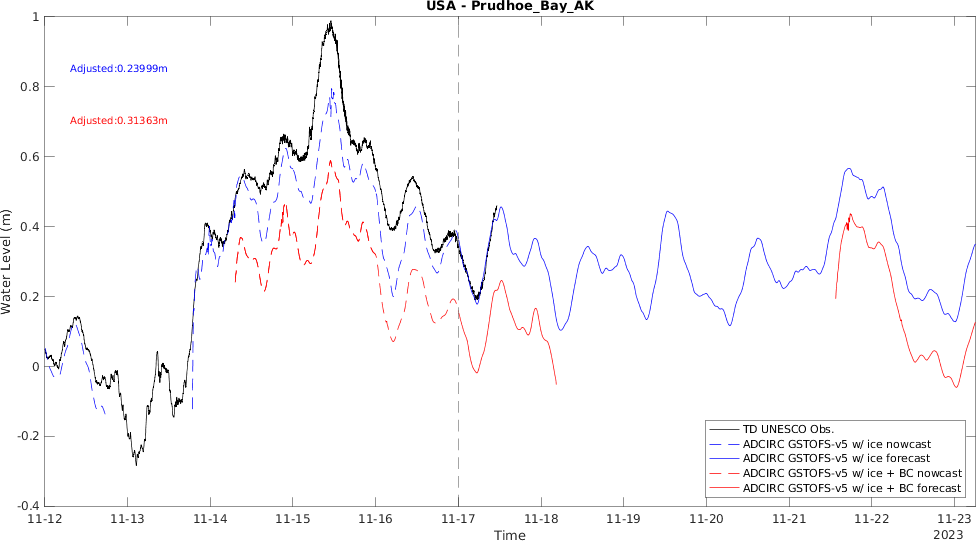 USA - Prudhoe_Bay_AK
1
0.8
0.6
0.4
0.2
0
-0.2
-0.4
Water Level (m)
Adjusted:0.23999m
Adjusted:0.31363m
TD UNESCO Obs.
ADCIRC GSTOFS-v5 w/ ice nowcast
ADCIRC GSTOFS-v5 w/ ice forecast
ADCIRC GSTOFS-v5 w/ ice + BC nowcast
ADCIRC GSTOFS-v5 w/ ice + BC forecast
11-12 11-13 11-14 11-15 11-16 11-17 11-18 11-19 11-20 11-21 11-22 11-23
Time
2023